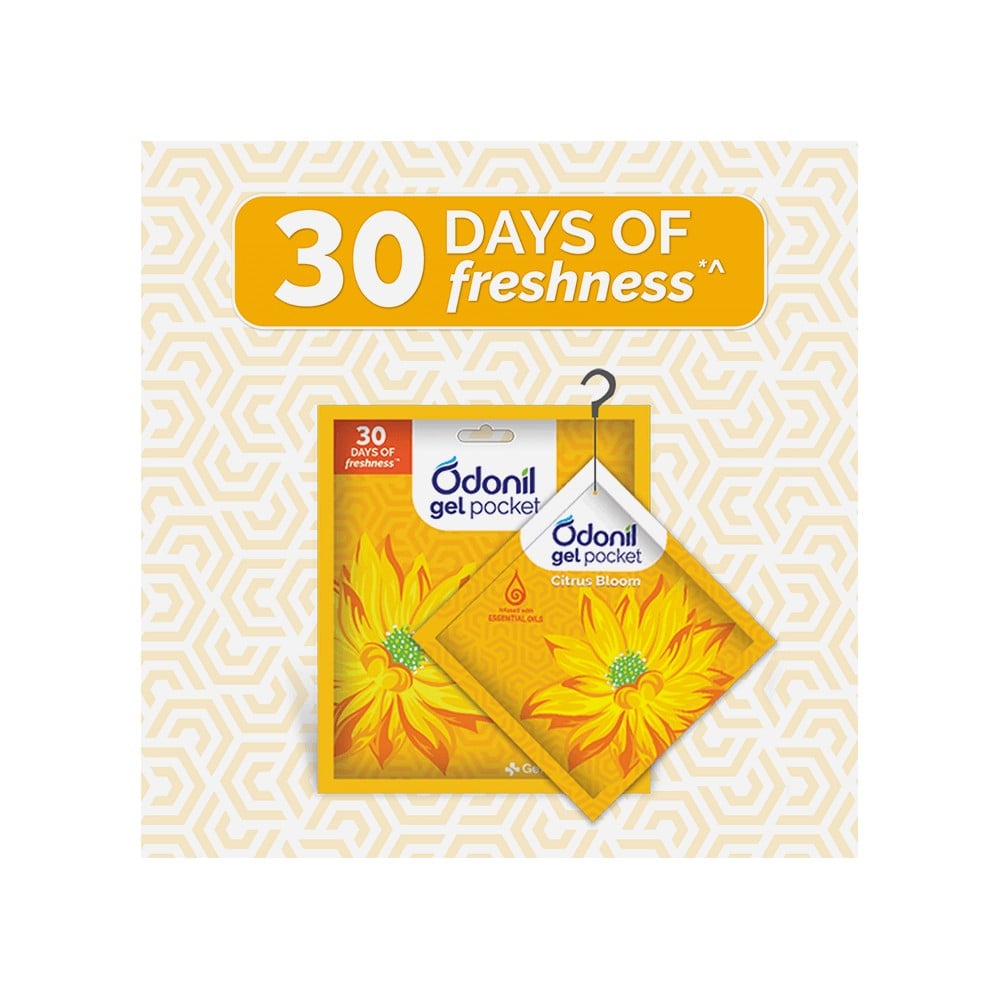 30 DAYS OF
freshness*^
30
DAYS OF
freshness*^
Odonil
gel pocket
Odonil
gel pocket
Citrus Bloom
Infused with
ESSENTIAL OILS